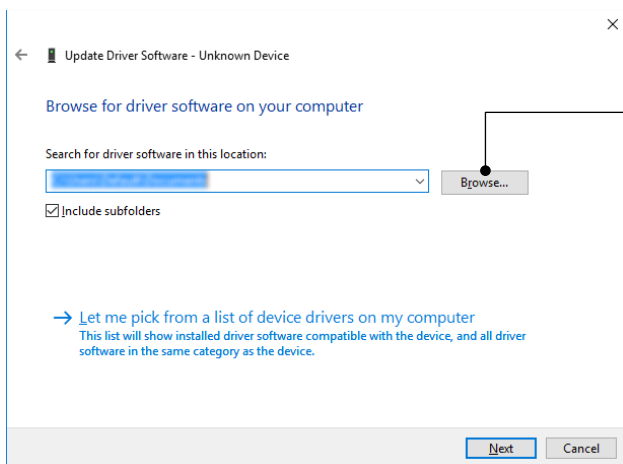 Update Driver Software - Unknown Device
Browse for driver software on your computer
Search for driver software in this location:
Browse...
Include subfolders
Let me pick from a list of device drivers on my computer
This list will show installed driver software compatible with the device, and all driver
software in the same category as the device.
Next
Cancel